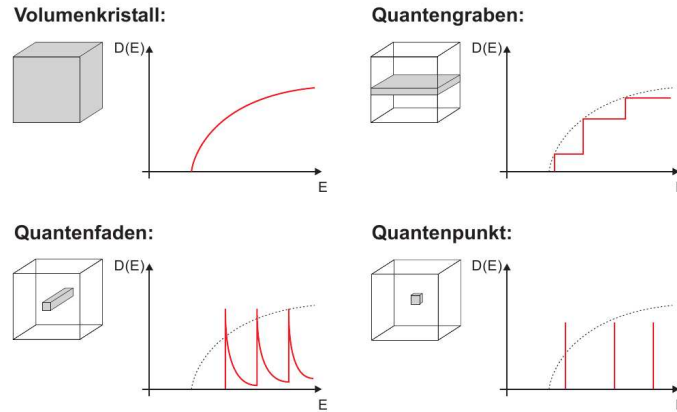 Volumenkristall:
D(E)
E
Quantengraben:
D(E)
E
Quantenfaden:
D(E)
E
Quantenpunkt:
D(E)